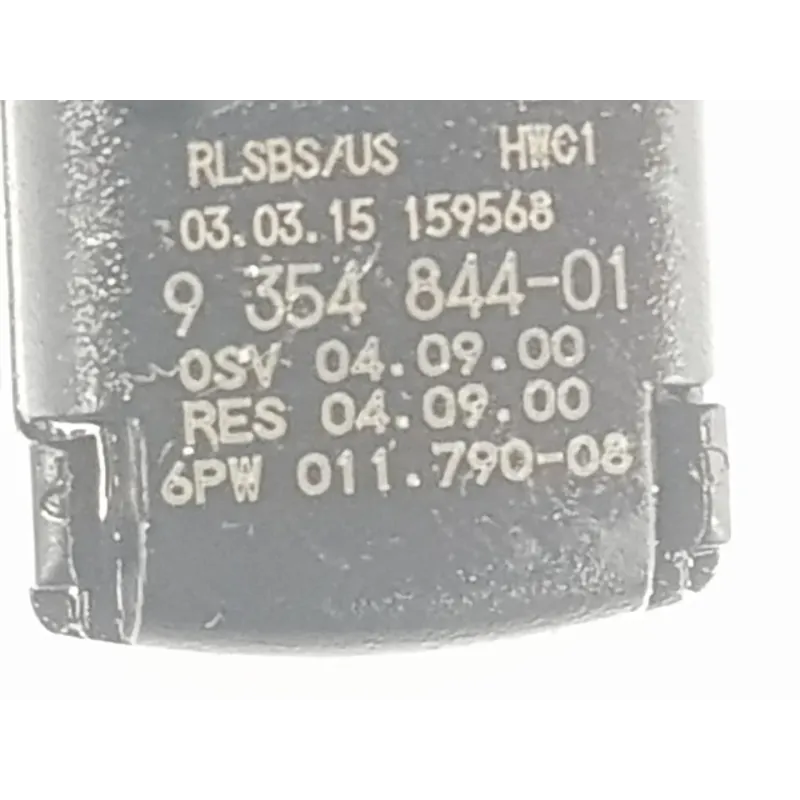 RLSBS/US HWC1
03.03.15 159568
9 354 844-01
OSV 04.09.00
RES 04.09.00
6PW 011.790-08